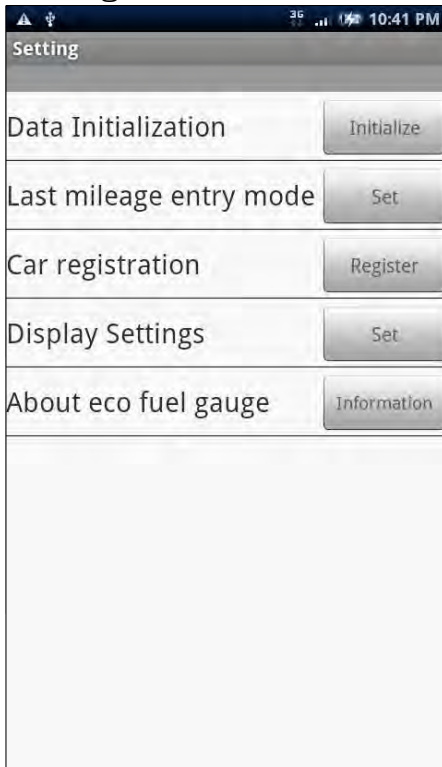 3G 10:41 PM
Setting
Data Initialization Initialize
Last mileage entry mode Set
Car registration Register
Display Settings Set
About eco fuel gauge Information